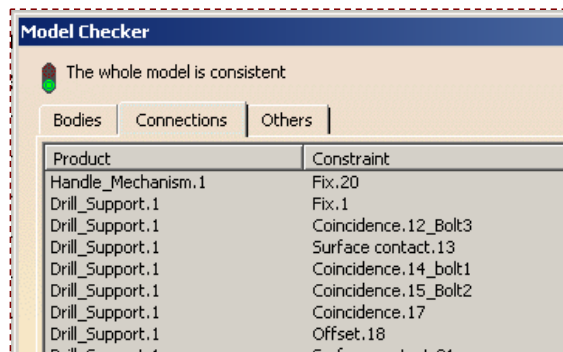 Model Checker
The whole model is consistent
Bodies Connections Others
Product Constraint
Handle_Mechanism.1 Fix.20
Drill_Support.1 Fix.1
Drill_Support.1 Coincidence.12_Bolt3
Drill_Support.1 Surface contact.13
Drill_Support.1 Coincidence.14_bolt1
Drill_Support.1 Coincidence.15_Bolt2
Drill_Support.1 Coincidence.17
Drill_Support.1 Offset.18